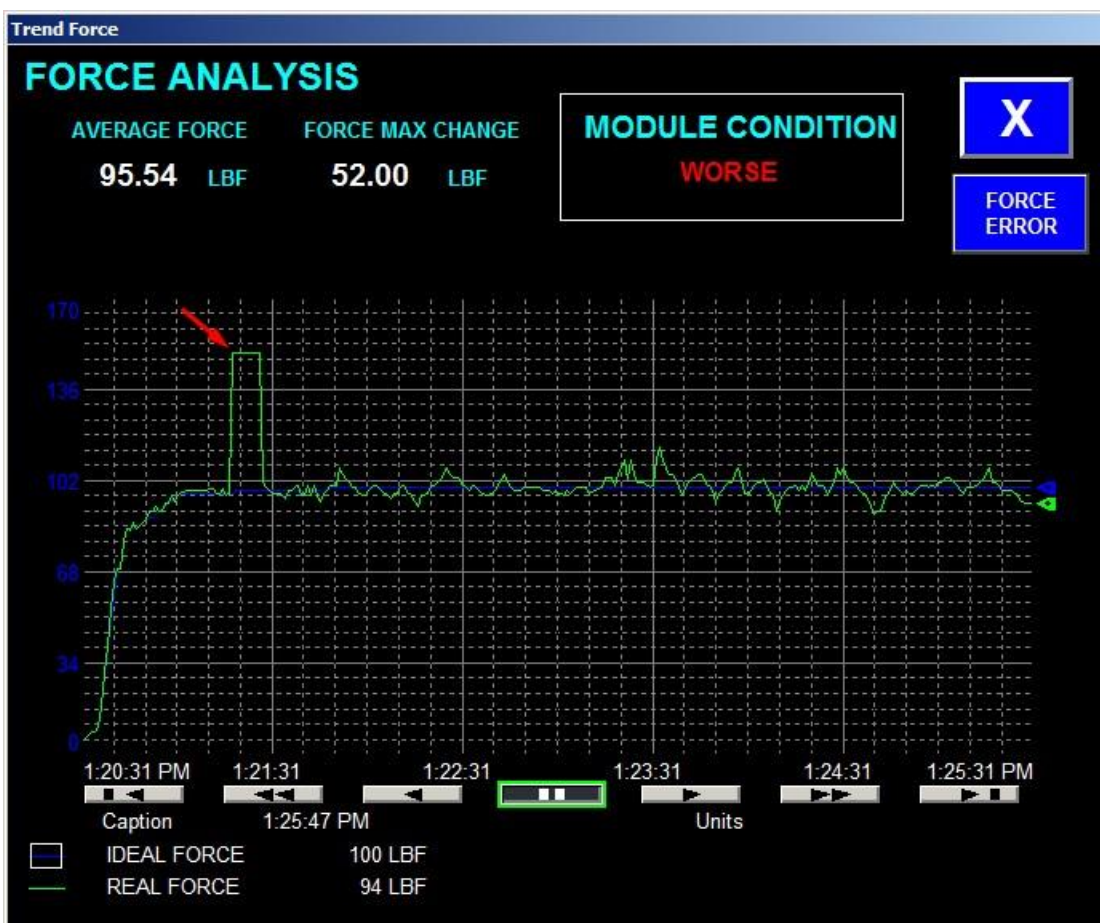 Trend Force
FORCE ANALYSIS
AVERAGE FORCE
95.54 LBF
FORCE MAX CHANGE
52.00 LBF
MODULE CONDITION
WORSE
X
FORCE
ERROR
170
136
102
68
34
0
1:20:31 PM 1:21:31 1:22:31 1:23:31 1:24:31 1:25:31 PM
Caption 1:25:47 PM Units
IDEAL FORCE 100 LBF
REAL FORCE 94 LBF